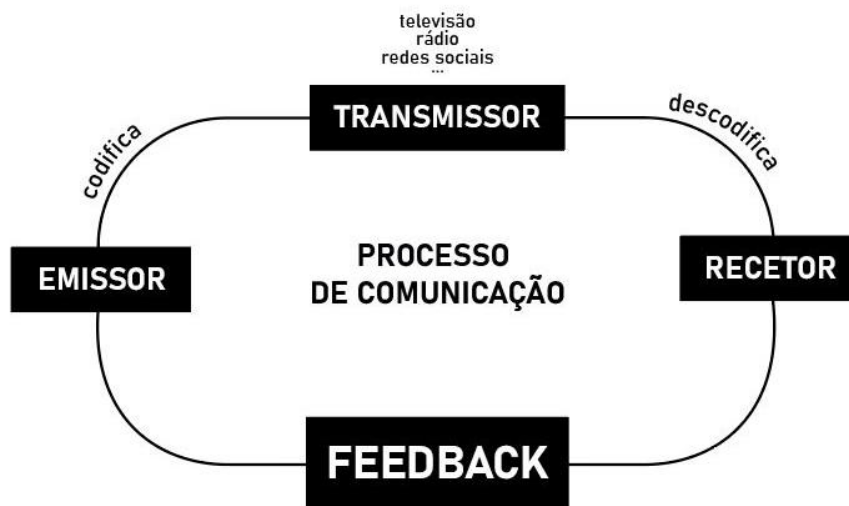 televisão
rádio
redes sociais
...
TRANSMISSOR
codifica
descodifica
EMISSOR
PROCESSO
DE COMUNICAÇÃO
RECETOR
FEEDBACK